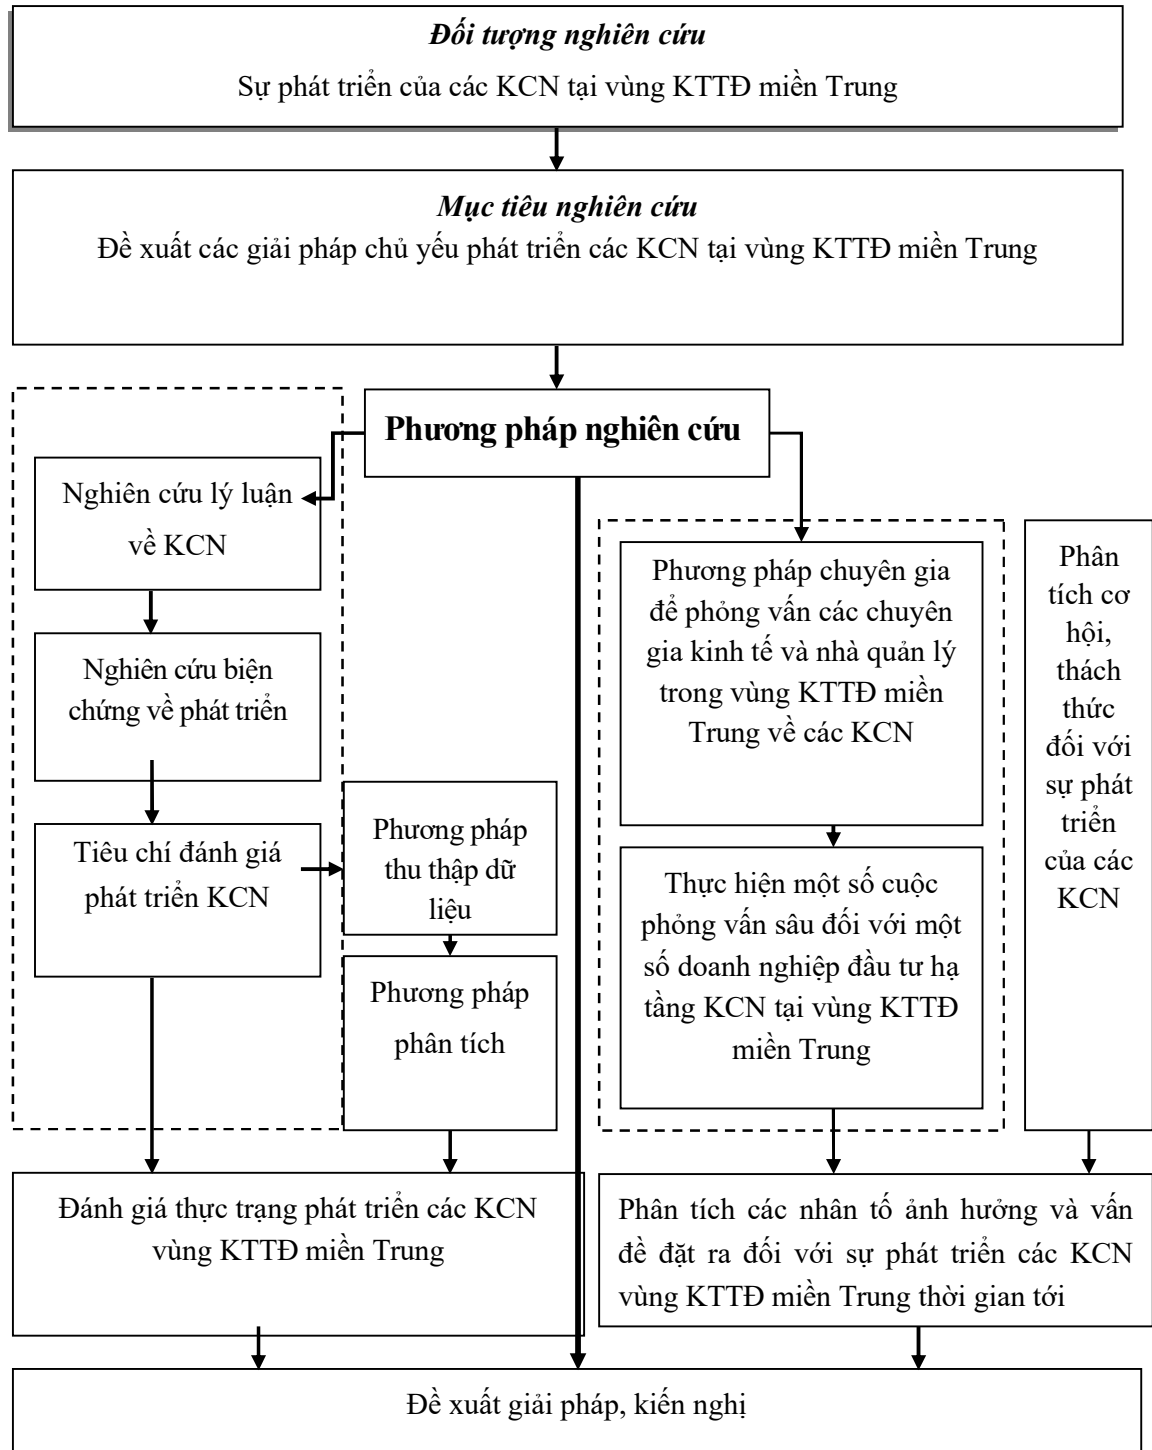 Đối tượng nghiên cứu
Sự phát triển của các KCN tại vùng KTTĐ miền Trung
Mục tiêu nghiên cứu
Đề xuất các giải pháp chủ yếu phát triển các KCN tại vùng KTTĐ miền Trung
Phương pháp nghiên cứu
Nghiên cứu lý luận
về KCN
Nghiên cứu biện
chứng về phát triển
Tiêu chí đánh giá
phát triển KCN
Phương pháp
thu thập dữ
liệu
Phương pháp
phân tích
Phương pháp chuyên gia
để phỏng vấn các chuyên
gia kinh tế và nhà quản lý
trong vùng KTTĐ miền
Trung về các KCN
Thực hiện một số cuộc
phỏng vấn sâu đối với một
số doanh nghiệp đầu tư hạ
tầng KCN tại vùng KTTĐ
miền Trung
Phân
tích cơ
hội,
thách
thức
đối với
sự phát
triển
của các
KCN
Đánh giá thực trạng phát triển các KCN
vùng KTTĐ miền Trung
Phân tích các nhân tố ảnh hưởng và vấn
đề đặt ra đối với sự phát triển các KCN
vùng KTTĐ miền Trung thời gian tới
Đề xuất giải pháp, kiến nghị